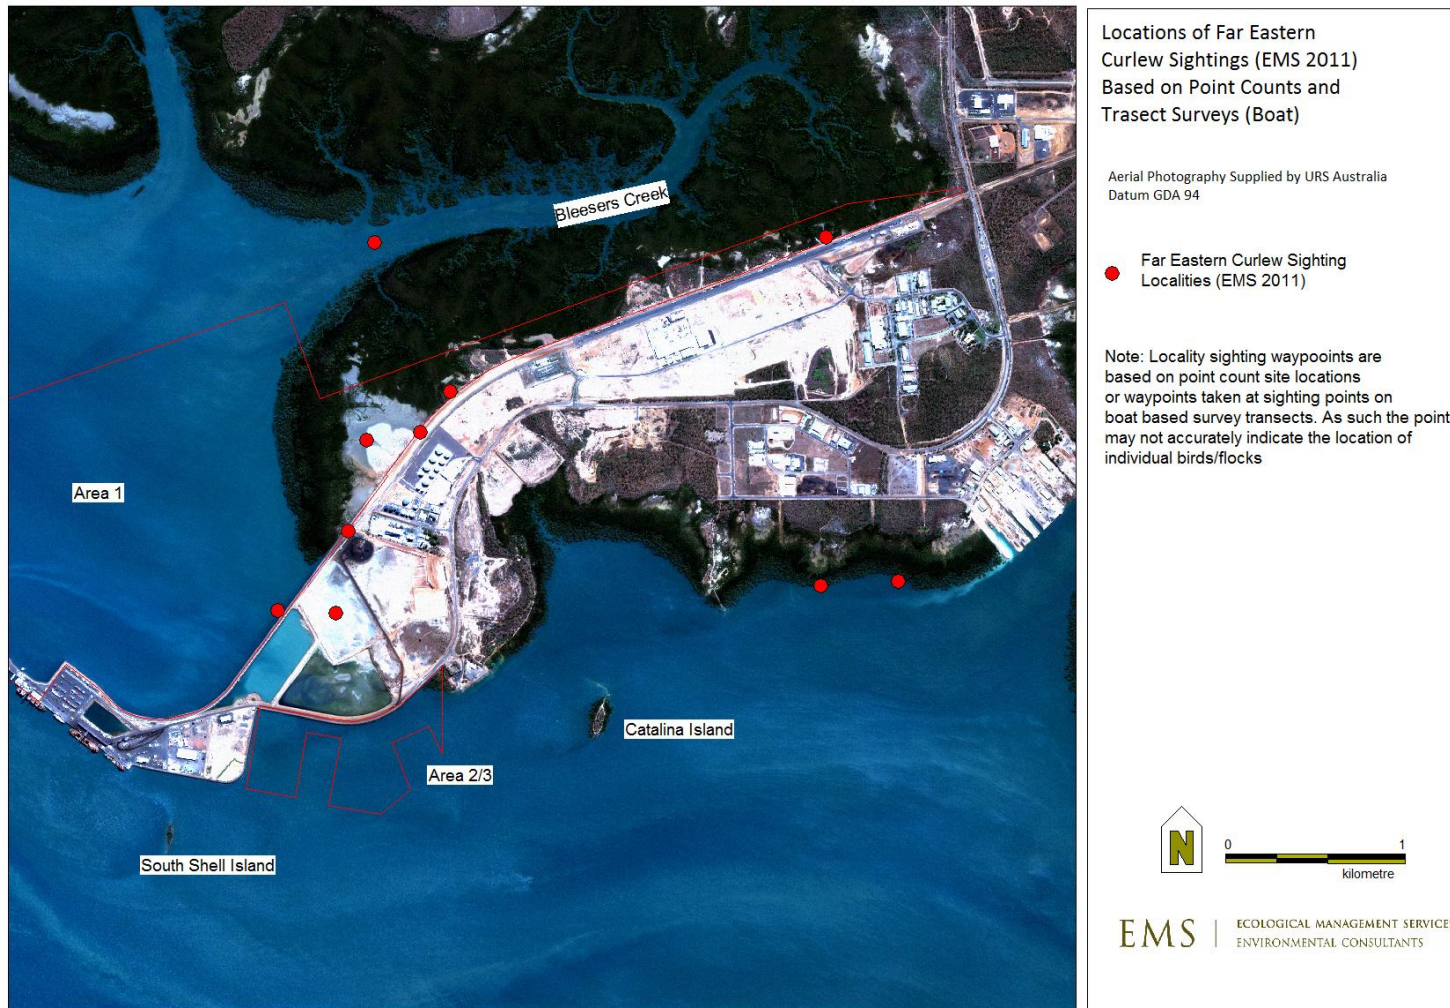 Locations of Far Eastern
Curlew Sightings (EMS 2011)
Based on Point Counts and
Trasect Surveys (Boat)
Aerial Photography Supplied by URS Australia
Datum GDA 94
Far Eastern Curlew Sighting
Localities (EMS 2011)
Note: Locality sighting waypooints are
based on point count site locations
or waypoints taken at sighting points on
boat based survey transects. As such the point
may not accurately indicate the location of
individual birds/flocks
Bleesers Creek
Area 1
Catalina Island
Area 2/3
South Shell Island
N
0 1
kilometre
EMS
ECOLOGICAL MANAGEMENT SERVICES
ENVIRONMENTAL CONSULTANTS